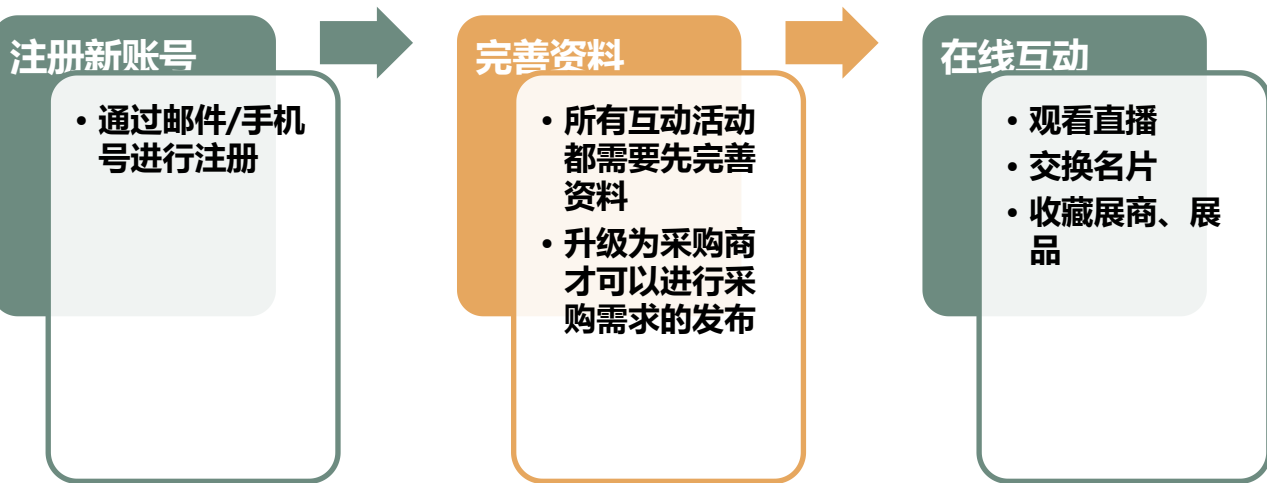 注册新账号
• 通过邮件/手机
号进行注册
完善资料
• 所有互动活动
都需要先完善
资料
• 升级为采购商
才可以进行采
购需求的发布
在线互动
• 观看直播
• 交换名片
• 收藏展商、展
品